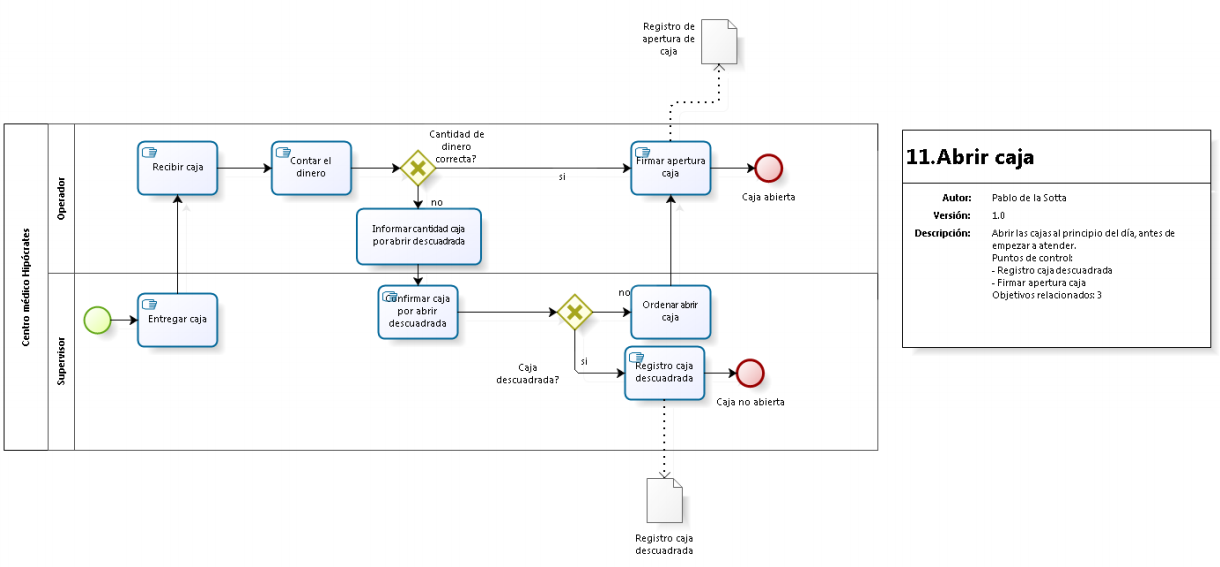 Registro de
apertura de
caja
Centro médico Hipócrates
Operador
Recibir caja
Contar el
dinero
Cantidad de
dinero
correcta?
si
no
Firmar apertura
caja
Caja abierta
Informar cantidad caja
por abrir descuadrada
Supervisor
Entregar caja
Confirmar caja
por abrir
descuadrada
no
Ordenar abrir
caja
Caja
descuadrada?
si
Registro caja
descuadrada
Caja no abierta
Registro caja
descuadrada
11.Abrir caja
Autor: Pablo de la Sotta
Versión: 1.0
Descripción: Abrir las cajas al principio del día, antes de
empezar a atender.
Puntos de control:
- Registro caja descuadrada
- Firmar apertura caja
Objetivos relacionados: 3